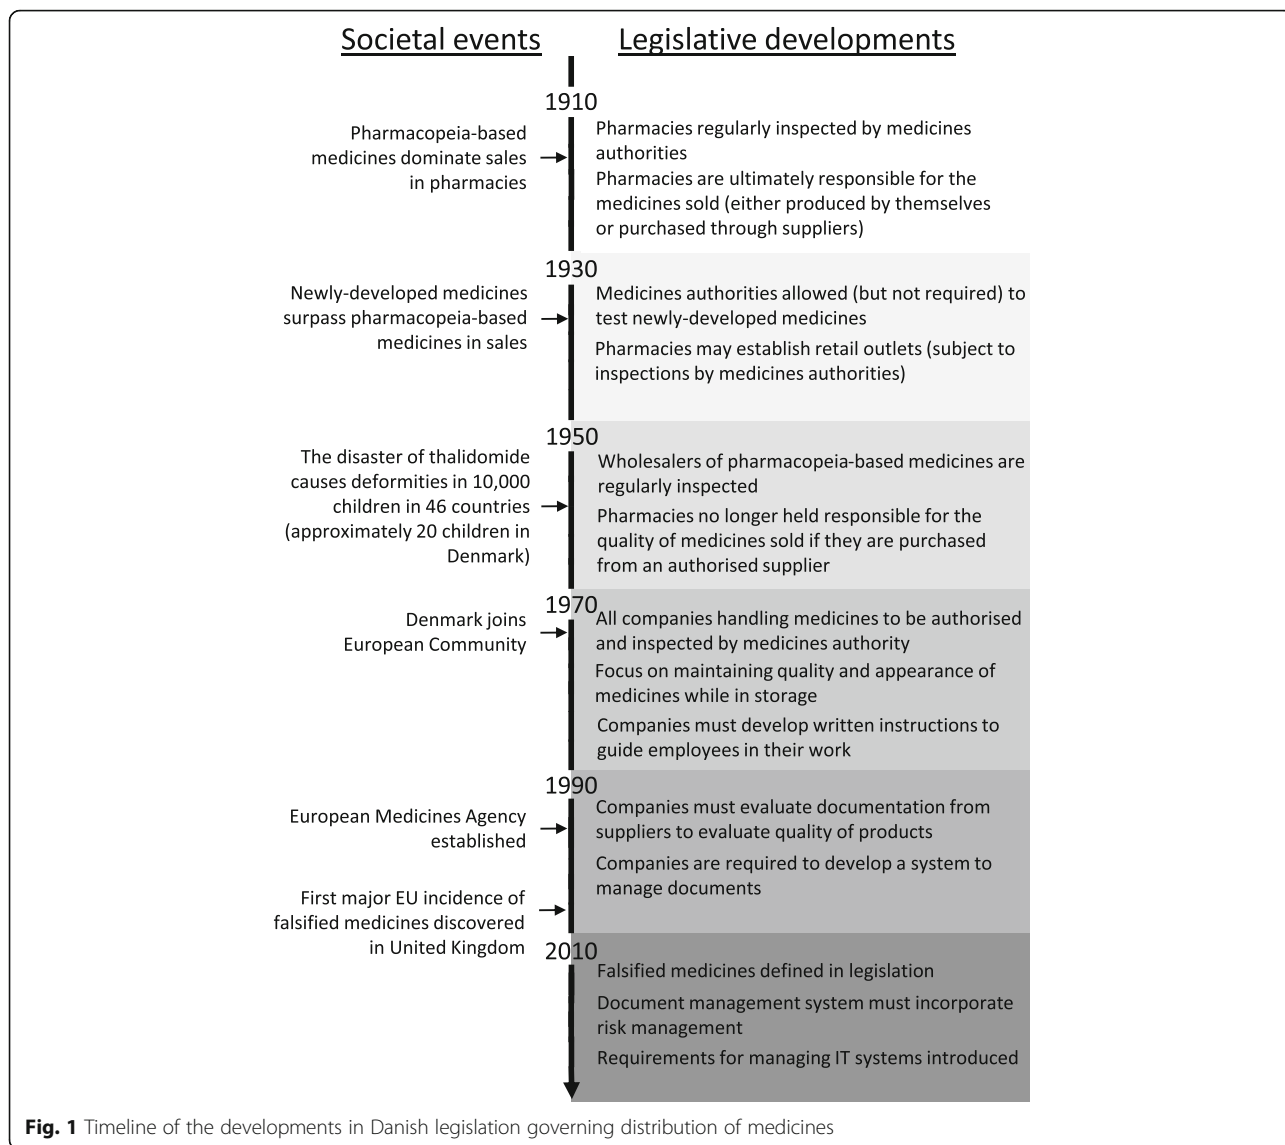 Societal events
Legislative developments
1910
Pharmacopeia-based
medicines dominate sales
in pharmacies
Pharmacies regularly inspected by medicines
authorities
Pharmacies are ultimately responsible for the
medicines sold (either produced by themselves
or purchased through suppliers)
1930
Newly-developed medicines
surpass pharmacopeia-based
medicines in sales
Medicines authorities allowed (but not required) to
test newly-developed medicines
Pharmacies may establish retail outlets (subject to
inspections by medicines authorities)
1950
The disaster of thalidomide
causes deformities in 10,000
children in 46 countries
(approximately 20 children in
Denmark)
Wholesalers of pharmacopeia-based medicines are
regularly inspected
Pharmacies no longer held responsible for the
quality of medicines sold if they are purchased
from an authorised supplier
1970
Denmark joins
European Community
All companies handling medicines to be authorised
and inspected by medicines authority
Focus on maintaining quality and appearance of
medicines while in storage
Companies must develop written instructions to
guide employees in their work
1990
European Medicines Agency
established
First major EU incidence of
falsified medicines discovered
in United Kingdom
Companies must evaluate documentation from
suppliers to evaluate quality of products
Companies are required to develop a system to
manage documents
2010
Falsified medicines defined in legislation
Document management system must incorporate
risk management
Requirements for managing IT systems introduced
Fig. 1 Timeline of the developments in Danish legislation governing distribution of medicines